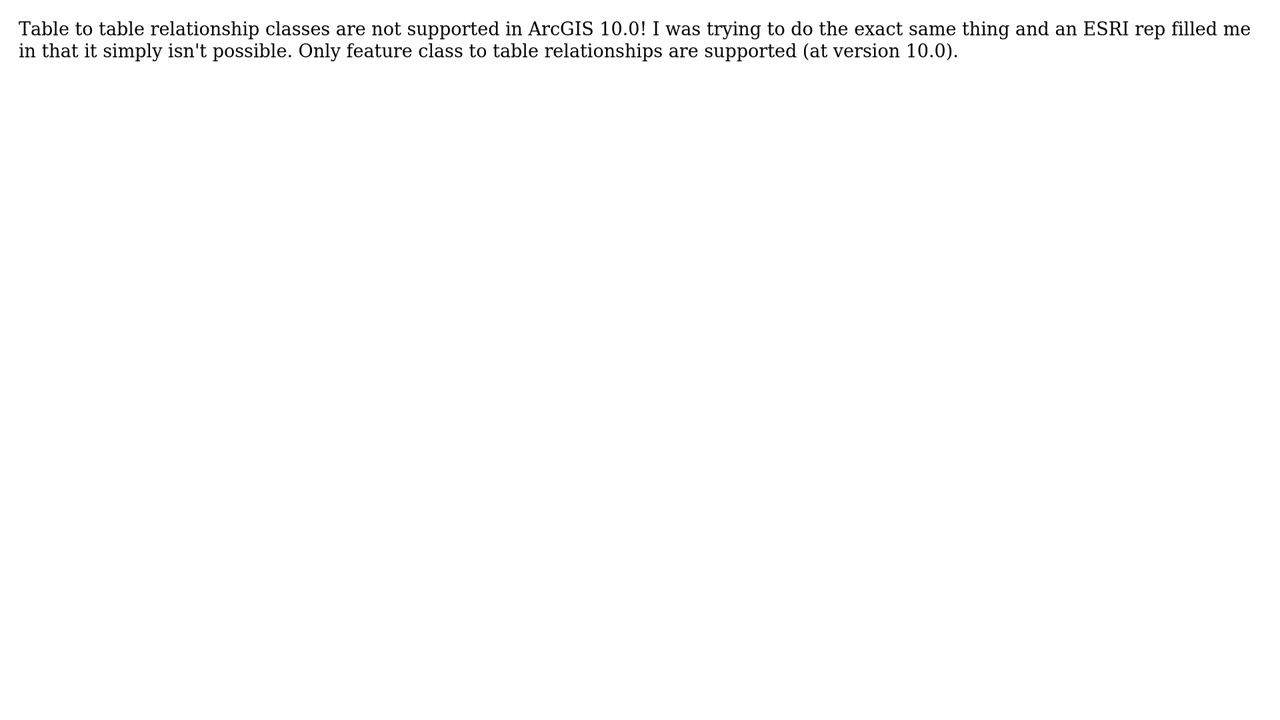 Table to table relationship classes are not supported in ArcGIS 10.0! I was trying to do the exact same thing and an ESRI rep filled me
in that it simply isn't possible. Only feature class to table relationships are supported (at version 10.0).